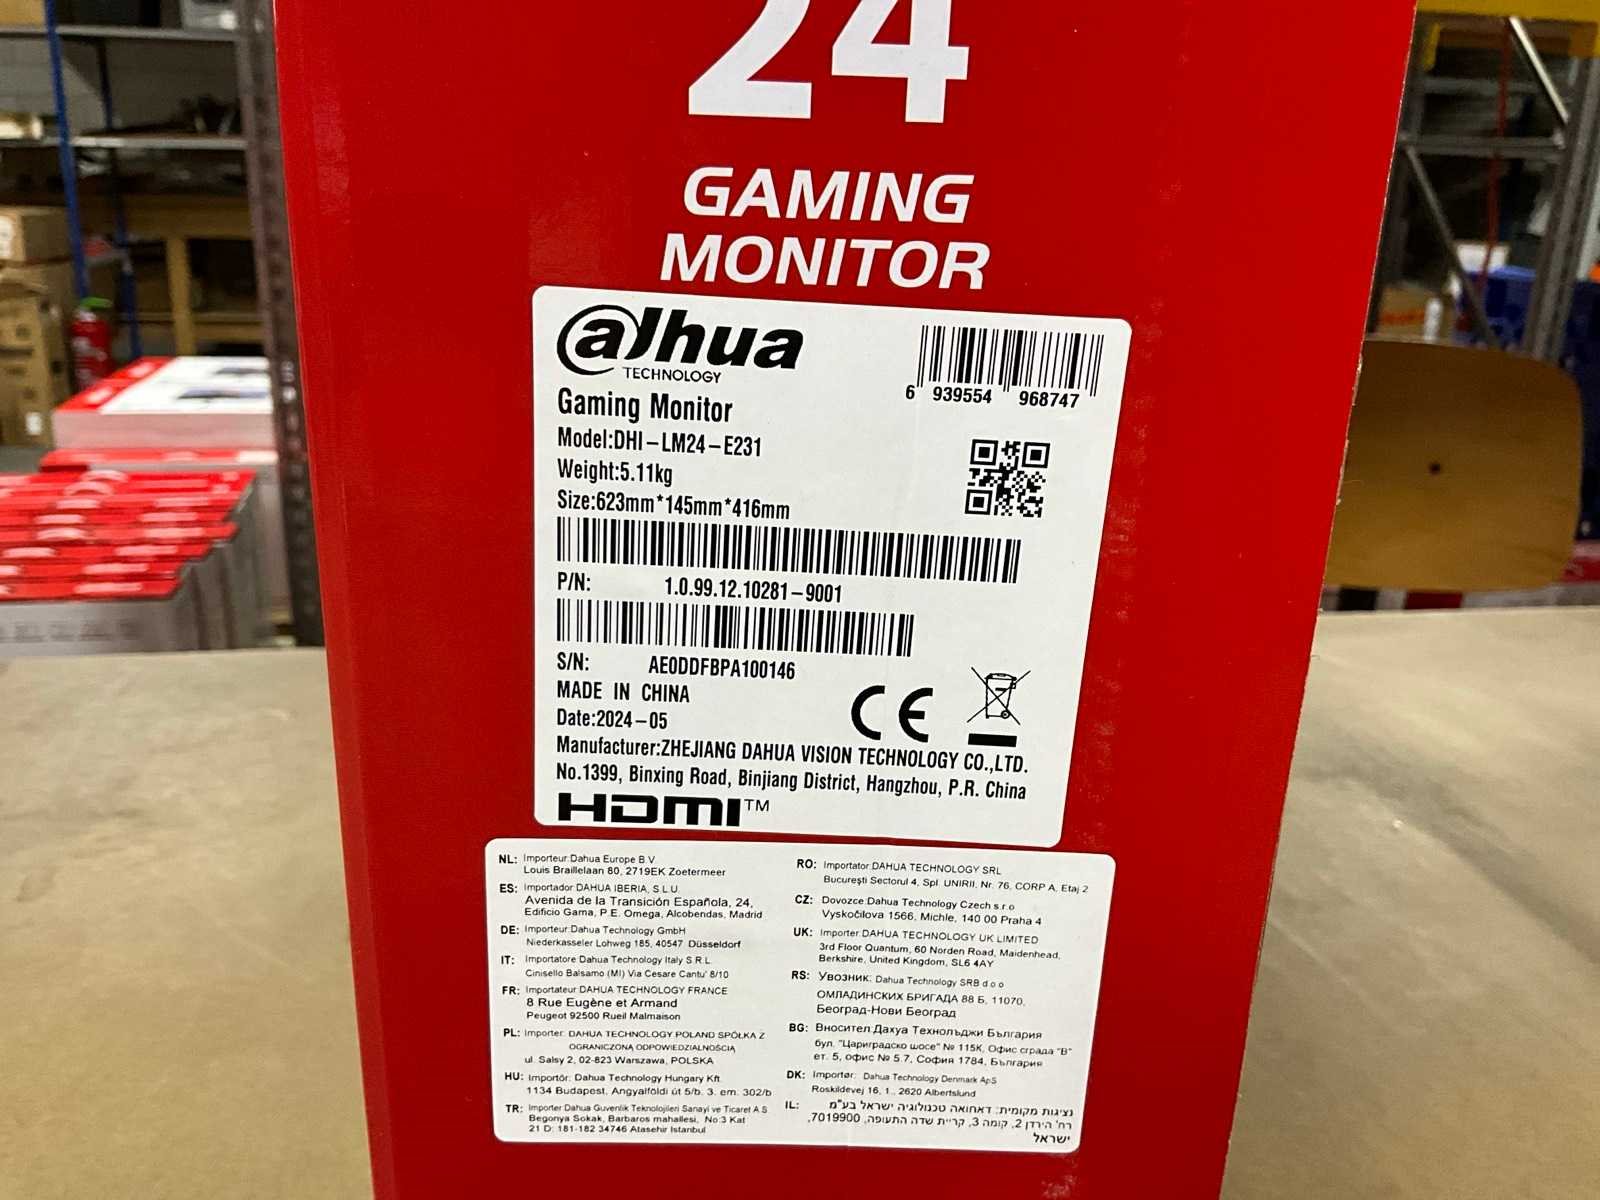 24
GAMING
MONITOR
alhua
TECHNOLOGY
6 939554 968747
Gaming Monitor
Model:DHI-LM24-E231
Weight:5.11kg
Size:623mm*145mm*416mm
P/N: 1.0.99.12.10281-9001
S/N: AE0DDFBPA100146
MADE IN CHINA
Date:2024-05
CE
Manufacturer:ZHEJIANG DAHUA VISION TECHNOLOGY CO.,LTD.
No.1399, Binxing Road, Binjiang District, Hangzhou, P.R. China
HDMI™
NL: Importeur:Dahua Europe B.V.
Louis Braillelaan 80, 2719EK Zoetermeer
ES: Importador:DAHUA IBERIA, S.L.U.
Avenida de la Transición Española, 24,
Edificio Gama, P.E. Omega, Alcobendas, Madrid
DE: Importeur:Dahua Technology GmbH
Niederkasseler Lohweg 185, 40547 Düsseldorf
IT: Importatore:Dahua Technology Italy S.R.L.
Cinisello Balsamo (MI) Via Cesare Cantu' 8/10
FR: Importateur:DAHUA TECHNOLOGY FRANCE
8 Rue Eugène et Armand
Peugeot 92500 Rueil Malmaison
PL: Importer: DAHUA TECHNOLOGY POLAND SPÓŁKA Z
OGRANICZONĄ ODPOWIEDZIALNOŚCIĄ
ul. Salsy 2, 02-823 Warszawa, POLSKA
HU: Importőr: Dahua Technology Hungary Kft.
1134 Budapest, Angyalföldi út 5/b. 3. em. 302/b
TR: Importer:Dahua Guvenlik Teknolojileri Sanayi ve Ticaret A.S.
Begonya Sokak, Barbaros mahallesi, No:3 Kat
21 D: 181-182 34746 Atasehir Istanbul
RO: Importator:DAHUA TECHNOLOGY SRL
București Sectorul 4, Spl. UNIRII, Nr. 76, CORP A, Etaj 2
CZ: Dovozce:Dahua Technology Czech s.r.o
Vyskočilova 1566, Michle, 140 00 Praha 4
UK: Importer:DAHUA TECHNOLOGY UK LIMITED
3rd Floor Quantum, 60 Norden Road, Maidenhead,
Berkshire, United Kingdom, SL6 4AY
RS: Увозник: Dahua Technology SRB d.o.o
ОМЛАДИНСКИХ БРИГАДА 88 Б, 11070,
Београд-Нови Београд
BG: Вносител:Дахуа Технолъджи България
бул. "Цариградско шосе" № 115К, Офис сграда "В"
ет. 5, офис № 5.7, София 1784, България
DK: Importør: Dahua Technology Denmark ApS
Roskildevej 16, 1., 2620 Albertslund
IL: נציגות מקומית: דאחואה טכנולוגיה ישראל בע"מ
רח' הירדן 2, קומה 3, קריית שדה התעופה, 7019900,
ישראל